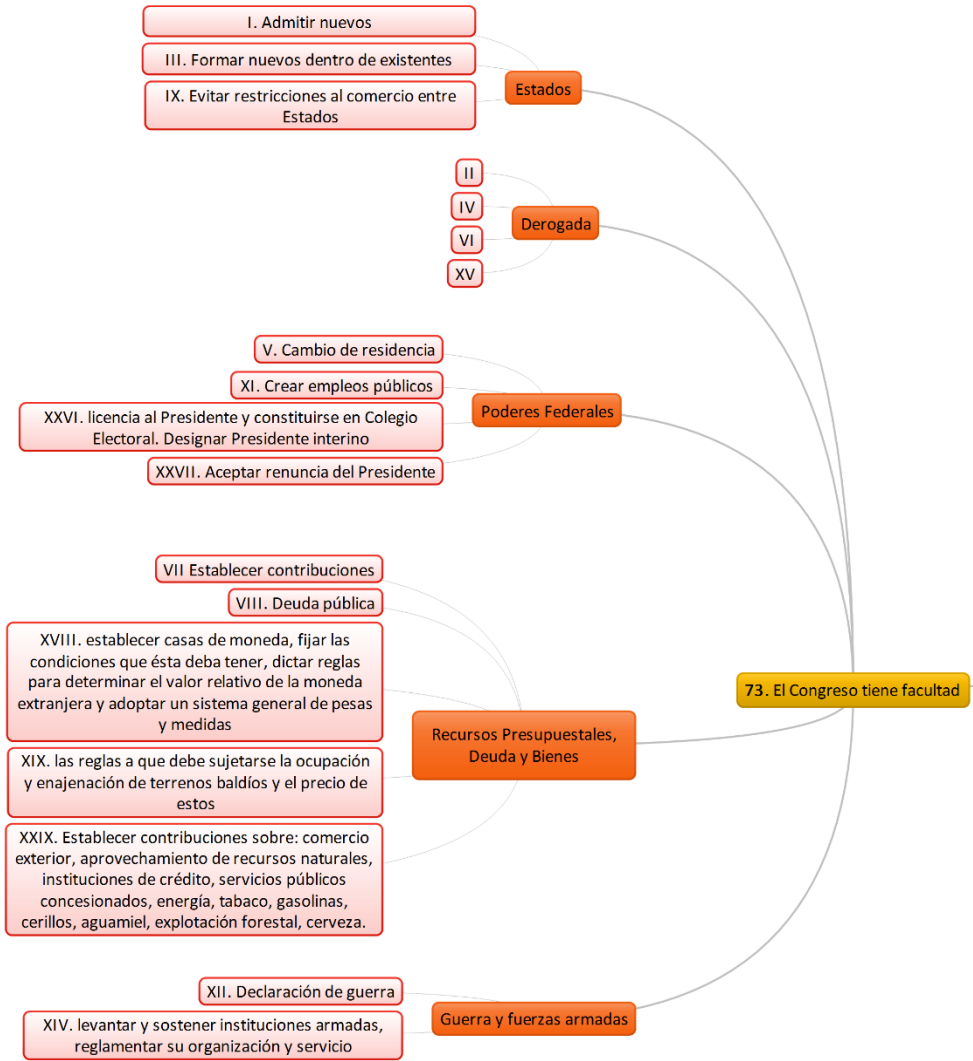 I. Admitir nuevos
III. Formar nuevos dentro de existentes
IX. Evitar restricciones al comercio entre
Estados
Estados
II
IV
VI
XV
Derogada
V. Cambio de residencia
XI. Crear empleos públicos
XXVI. licencia al Presidente y constituirse en Colegio
Electoral. Designar Presidente interino
XXVII. Aceptar renuncia del Presidente
Poderes Federales
VII Establecer contribuciones
VIII. Deuda pública
XVIII. establecer casas de moneda, fijar las
condiciones que ésta deba tener, dictar reglas
para determinar el valor relativo de la moneda
extranjera y adoptar un sistema general de pesas
y medidas
XIX. las reglas a que debe sujetarse la ocupación
y enajenación de terrenos baldíos y el precio de
estos
XXIX. Establecer contribuciones sobre: comercio
exterior, aprovechamiento de recursos naturales,
instituciones de crédito, servicios públicos
concesionados, energía, tabaco, gasolinas,
cerillos, aguamiel, explotación forestal, cerveza.
Recursos Presupuestales,
Deuda y Bienes
73. El Congreso tiene facultad
XII. Declaración de guerra
XIV. levantar y sostener instituciones armadas,
reglamentar su organización y servicio
Guerra y fuerzas armadas